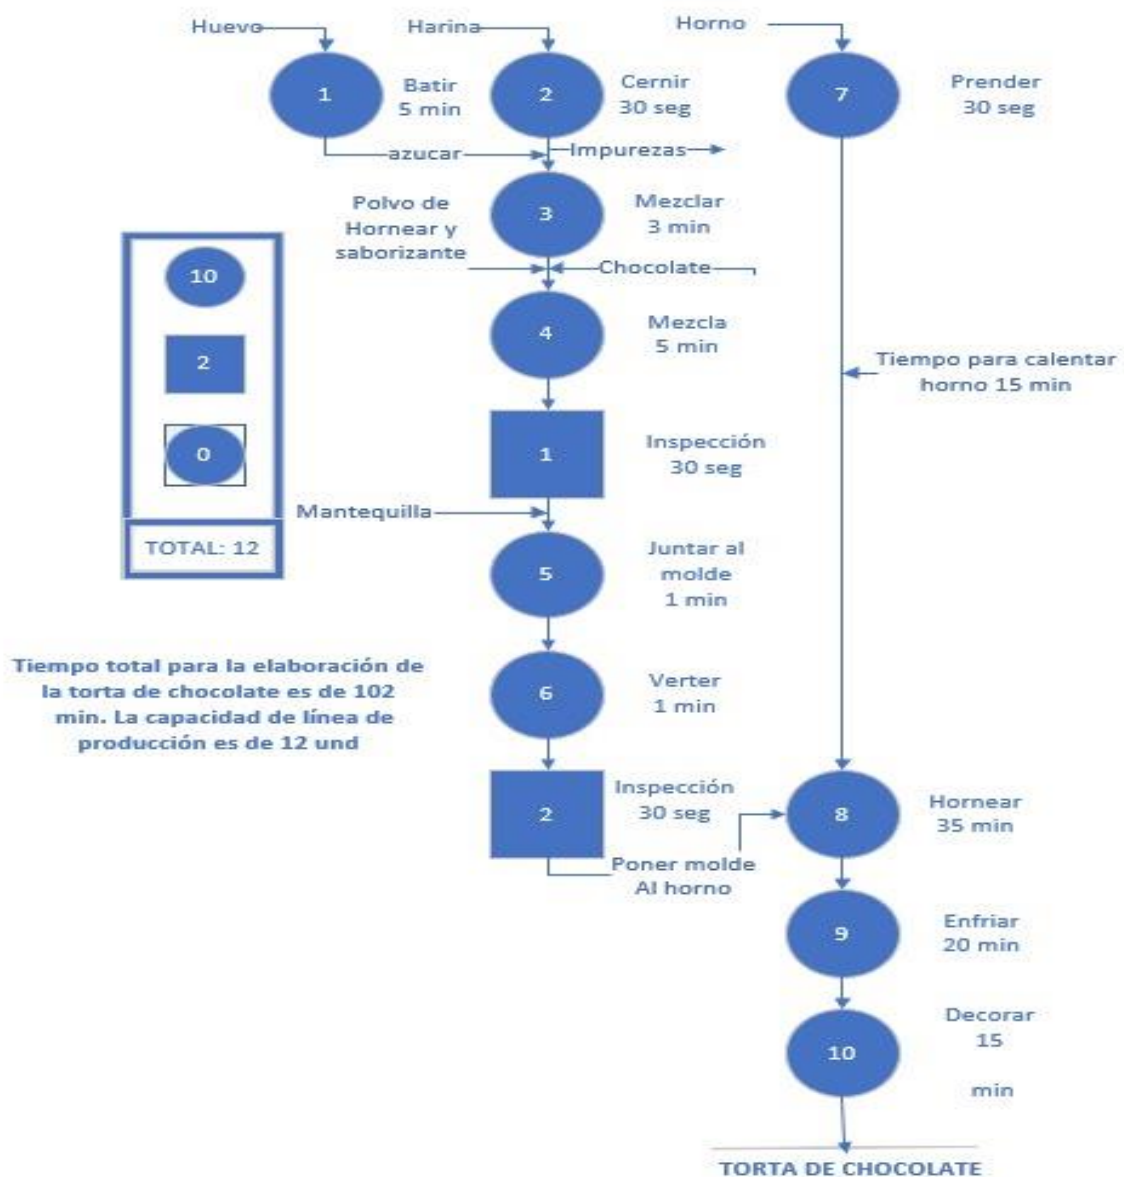 Huevo
Harina
Horno
1
Batir
5 min
2
Cernir
30 seg
7
Prender
30 seg
azucar
Impurezas
Polvo de
Hornear y
saborizante
3
Mezclar
3 min
Chocolate
10
2
0
TOTAL: 12
4
Mezcla
5 min
Tiempo para calentar
horno 15 min
1
Inspección
30 seg
Mantequilla
5
Juntar al
molde
1 min
Tiempo total para la elaboración de
la torta de chocolate es de 102
min. La capacidad de línea de
producción es de 12 und
6
Verter
1 min
2
Inspección
30 seg
Poner molde
Al horno
8
Hornear
35 min
9
Enfriar
20 min
10
Decorar
15
min
TORTA DE CHOCOLATE